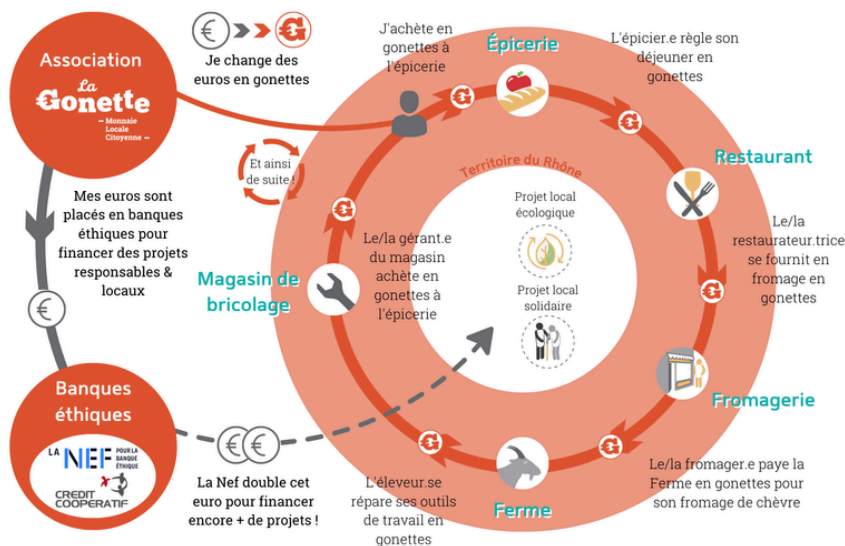 Association
La
Gonette
Monnaie
Locale
Citoyenne
Je change des
euros en gonettes
J'achète en
gonettes à
l'épicerie
Épicerie
L'épicier.e règle son
déjeuner en
gonettes
Restaurant
Territoire du Rhône
Et ainsi
de suite !
Mes euros sont
placés en banques
éthiques pour
financer des projets
responsables &
locaux
Projet local
écologique
Le/la
restaurateur.trice
se fournit en
fromage en
gonettes
Magasin de
bricolage
Le/la gérant.e
du magasin
achète en
gonettes à
l'épicerie
Projet local
solidaire
Fromagerie
Banques
éthiques
LA NEF POUR LA
BANQUE
ÉTHIQUE
CREDIT
COOPERATIF
La Nef double cet
euro pour financer
encore + de projets !
L'éleveur.se
répare ses outils
de travail en
gonettes
Ferme
Le/la fromager.e paye la
Ferme en gonettes pour
son fromage de chèvre